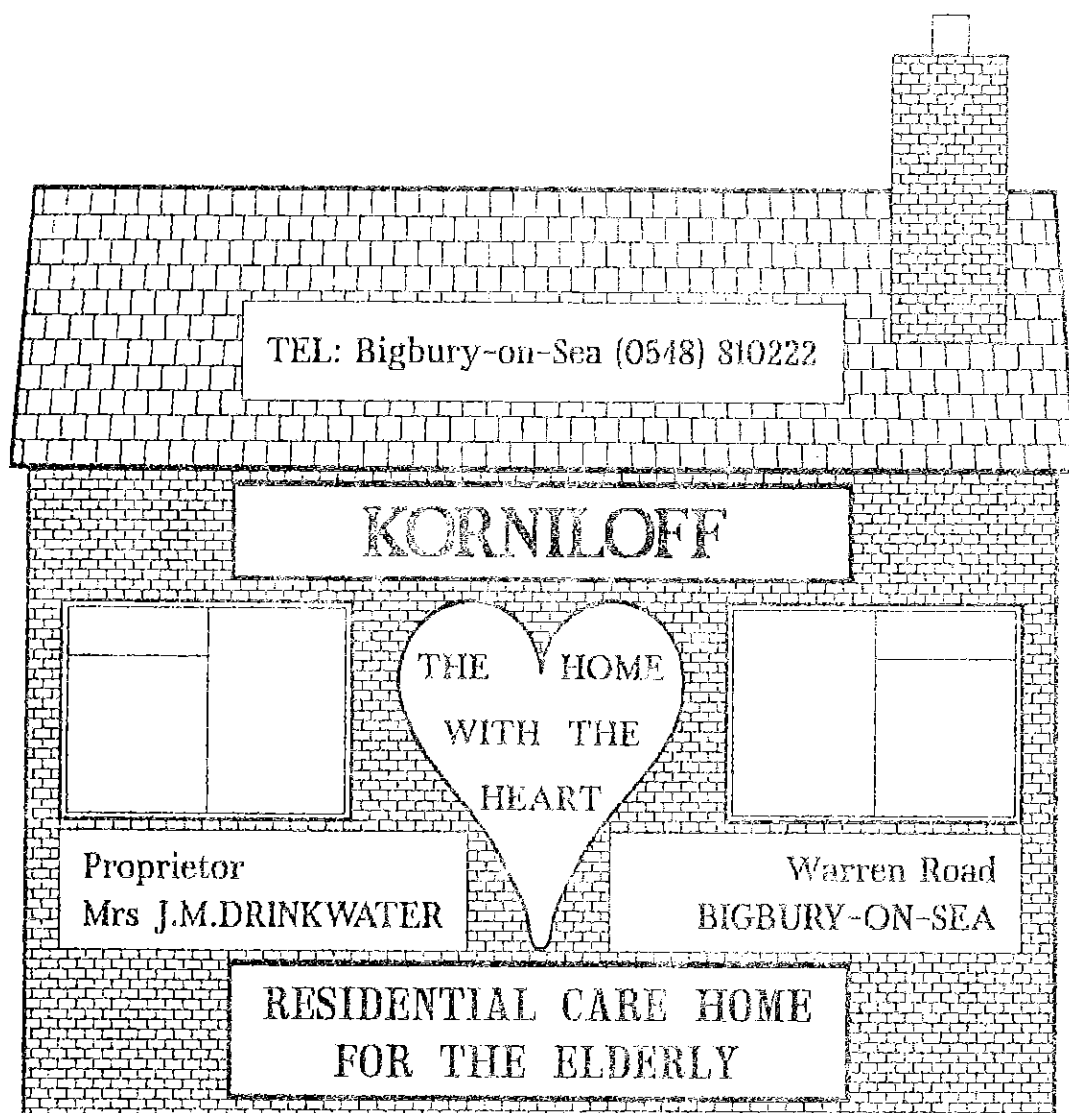 TEL: Bigbury-on-Sea (0548) 810222
KORNILOFF
THE HOME
WITH THE
HEART
Proprietor
Mrs J.M.DRINKWATER
Warren Road
BIGBURY-ON-SEA
RESIDENTIAL CARE HOME
FOR THE ELDERLY